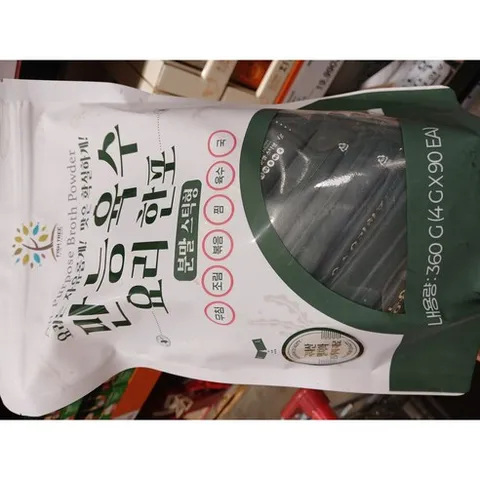 Purpose Broth Powder
맛은 확실하게!
만능육수
요리 한포
분말 스틱형
국
육수
찜
볶음
조림
무침
내용량:360 G (4 G X 90 EA)